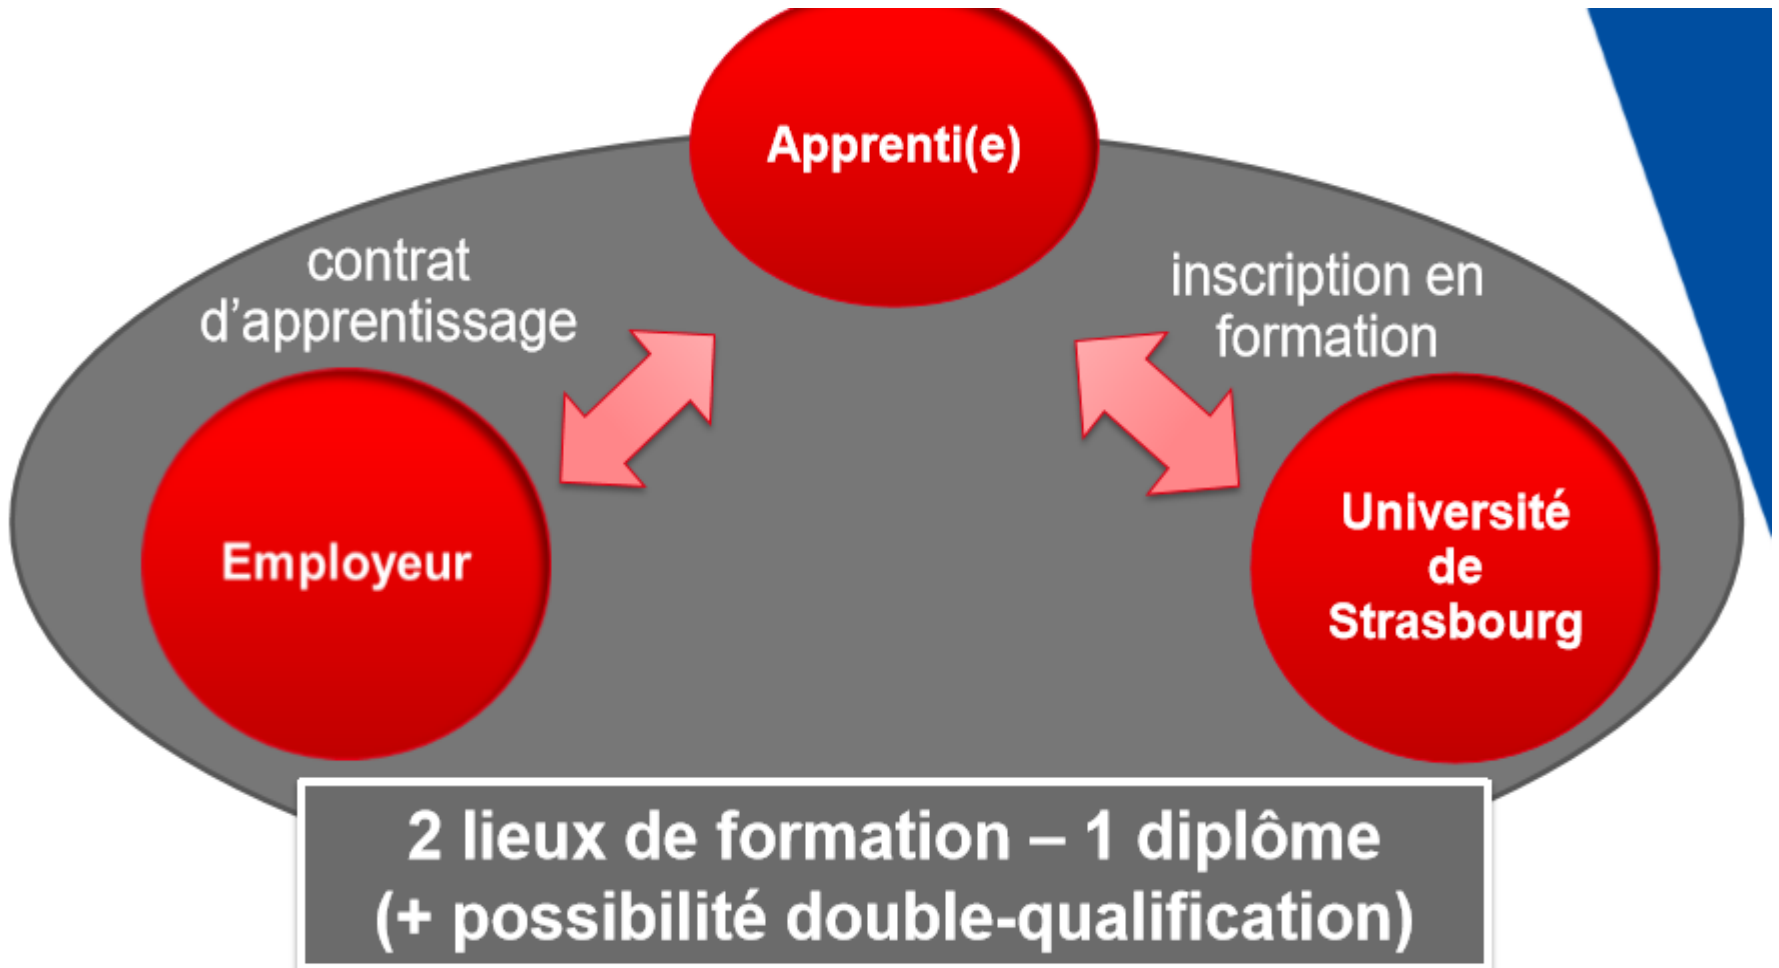 Apprenti(e)
contrat
d’apprentissage
inscription en
formation
Employeur
Université
de
Strasbourg
2 lieux de formation – 1 diplôme
(+ possibilité double-qualification)